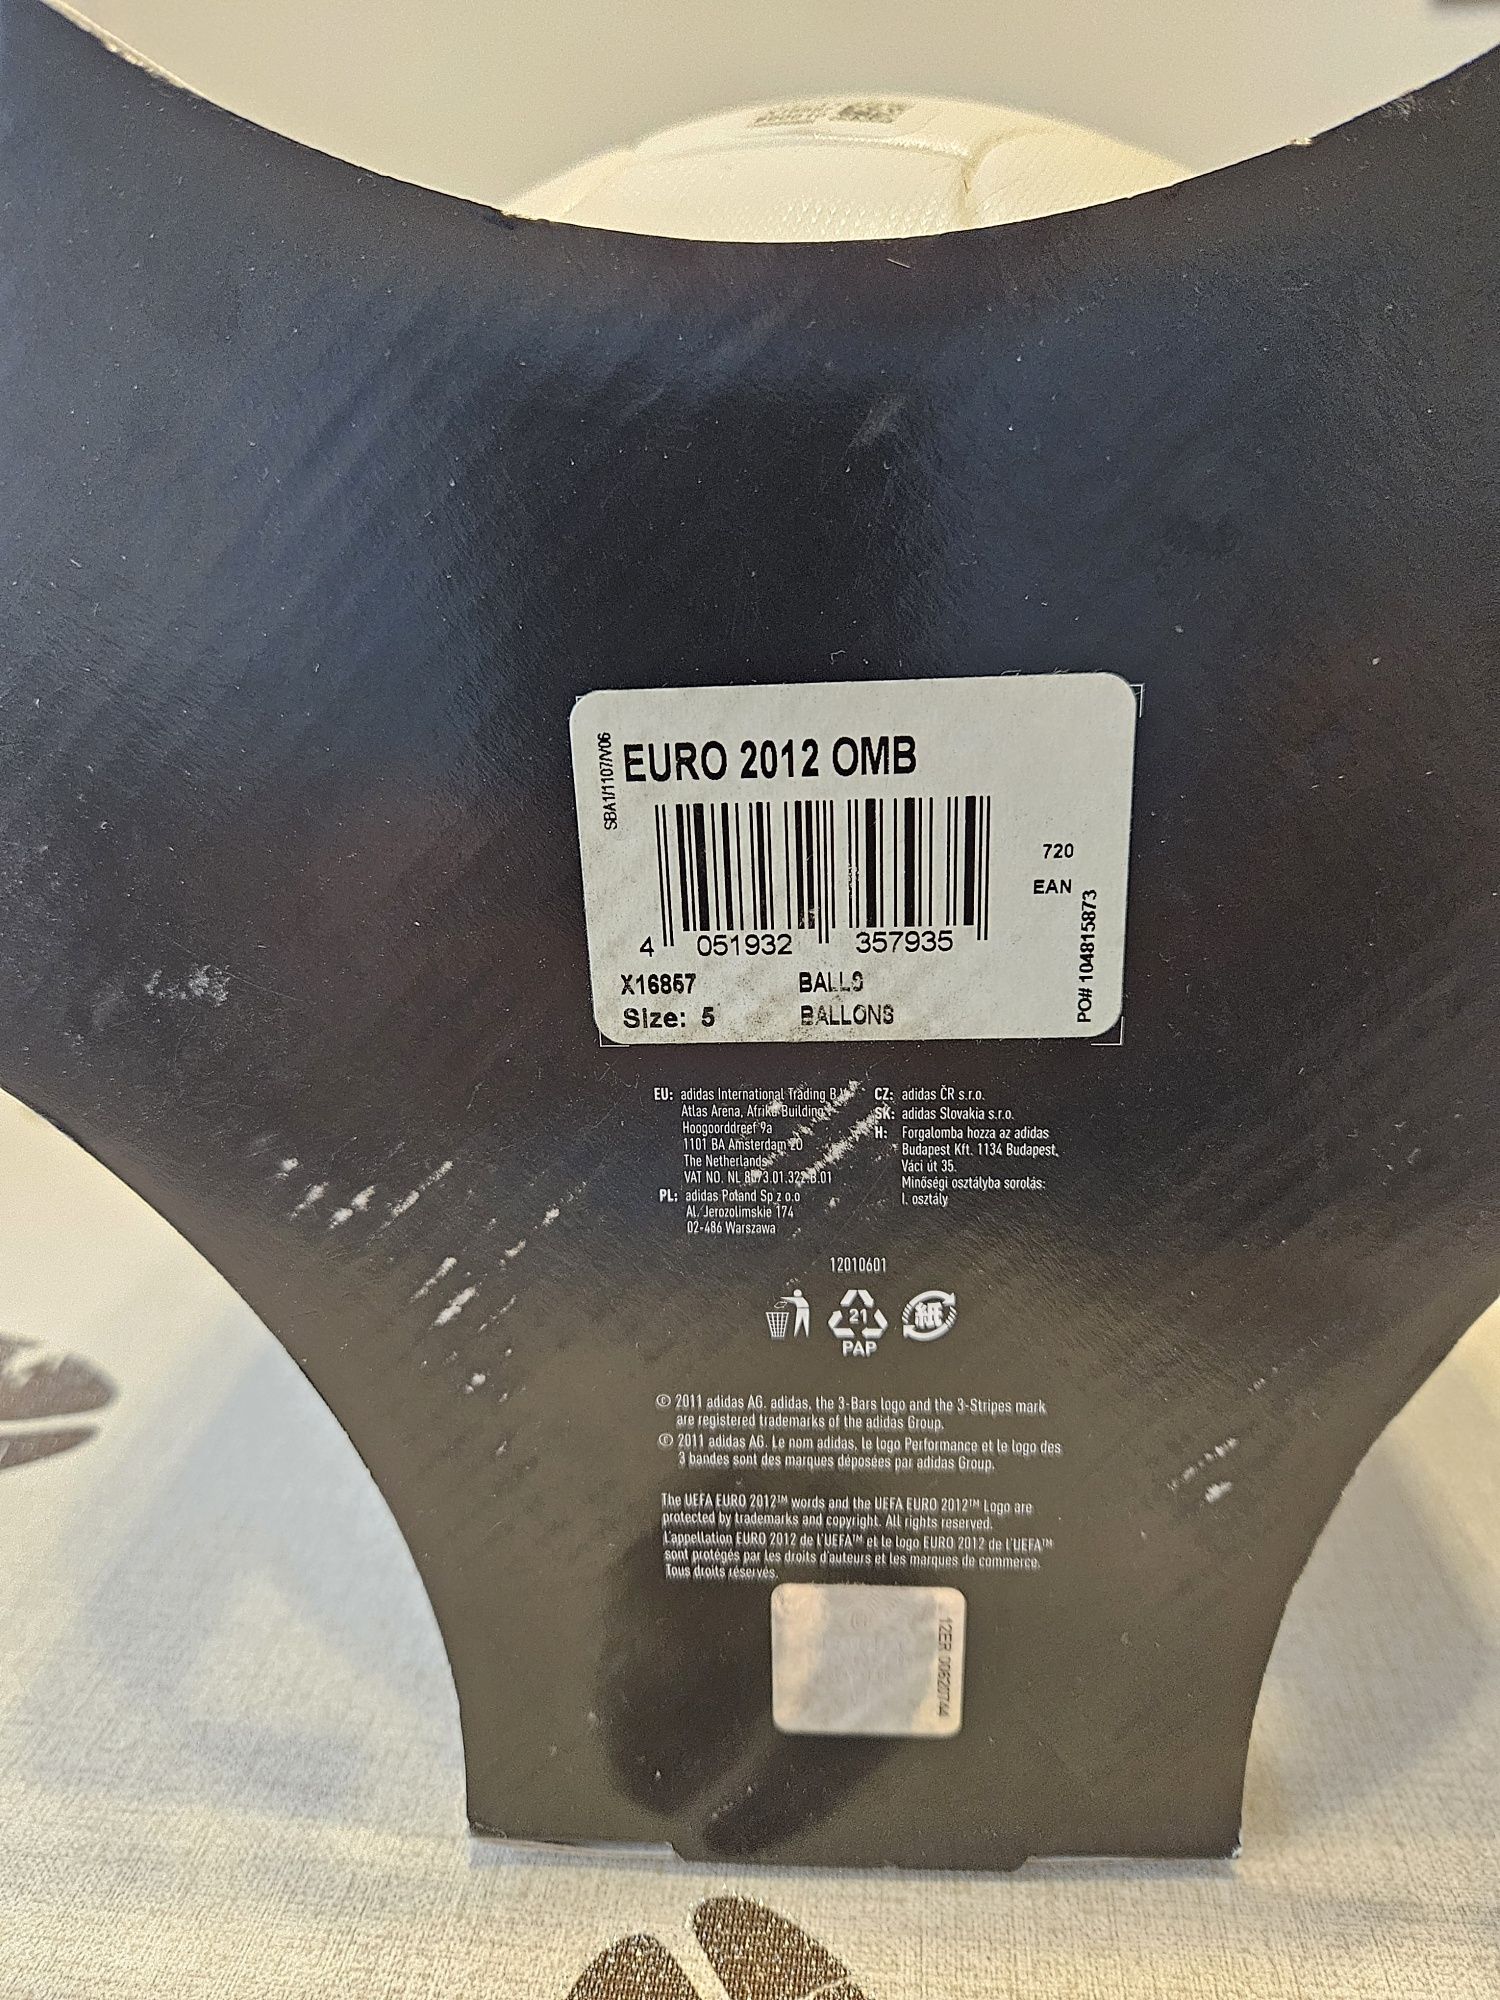 SBA1/1107/V06
EURO 2012 OMB
720
EAN
4 051932 357935
PO# 104815873
X16857 BALLS
Size: 5 BALLONS
EU: adidas International Trading B.V.
Atlas Arena, Afrika Building
Hoogoorddreef 9a
1101 BA Amsterdam ZO
The Netherlands
VAT NO. NL
PL: adidas Poland Sp z o.o
Al. Jerozolimskie 174
02-486 Warszawa
CZ: adidas ČR s.r.o.
SK: adidas Slovakia s.r.o.
H: Forgalomba hozza az adidas
Budapest Kft. 1134 Budapest,
Váci út 35.
Minőségi osztályba sorolás:
I. osztály
12010601
21
PAP
紙
© 2011 adidas AG. adidas, the 3-Bars logo and the 3-Stripes mark
are registered trademarks of the adidas Group.
© 2011 adidas AG. Le nom adidas, le logo Performance et le logo des
3 bandes sont des marques déposées par adidas Group.
The UEFA EURO 2012™ words and the UEFA EURO 2012™ Logo are
protected by trademarks and copyright. All rights reserved.
L'appellation EURO 2012 de l'UEFA™ et le logo EURO 2012 de l'UEFA™
sont protégés par les droits d'auteurs et les marques de commerce.
Tous droits réservés.
12ER 00620744